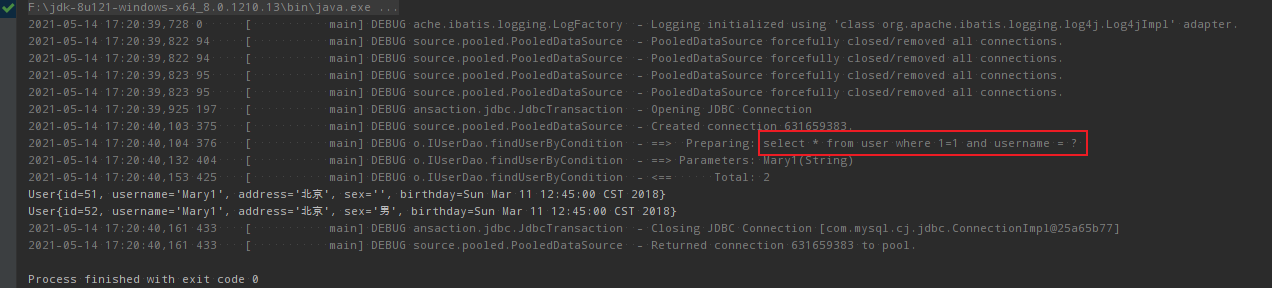 F:\jdk-8u121-windows-x64_8.0.1210.13\bin\java.exe ...
2021-05-14 17:20:39,728 0 [ main] DEBUG ache.ibatis.logging.LogFactory - Logging initialized using 'class org.apache.ibatis.logging.log4j.Log4jImpl' adapter.
2021-05-14 17:20:39,822 94 [ main] DEBUG source.pooled.PooledDataSource - PooledDataSource forcefully closed/removed all connections.
2021-05-14 17:20:39,822 94 [ main] DEBUG source.pooled.PooledDataSource - PooledDataSource forcefully closed/removed all connections.
2021-05-14 17:20:39,823 95 [ main] DEBUG source.pooled.PooledDataSource - PooledDataSource forcefully closed/removed all connections.
2021-05-14 17:20:39,823 95 [ main] DEBUG source.pooled.PooledDataSource - PooledDataSource forcefully closed/removed all connections.
2021-05-14 17:20:39,925 197 [ main] DEBUG ansaction.jdbc.JdbcTransaction - Opening JDBC Connection
2021-05-14 17:20:40,103 375 [ main] DEBUG source.pooled.PooledDataSource - Created connection 631659383.
2021-05-14 17:20:40,104 376 [ main] DEBUG o.IUserDao.findUserByCondition - ==> Preparing: select * from user where 1=1 and username = ?
2021-05-14 17:20:40,132 404 [ main] DEBUG o.IUserDao.findUserByCondition - ==> Parameters: Mary1(String)
2021-05-14 17:20:40,153 425 [ main] DEBUG o.IUserDao.findUserByCondition - <== Total: 2
User{id=51, username='Mary1', address='北京', sex='', birthday=Sun Mar 11 12:45:00 CST 2018}
User{id=52, username='Mary1', address='北京', sex='男', birthday=Sun Mar 11 12:45:00 CST 2018}
2021-05-14 17:20:40,161 433 [ main] DEBUG ansaction.jdbc.JdbcTransaction - Closing JDBC Connection [com.mysql.cj.jdbc.ConnectionImpl@25a65b77]
2021-05-14 17:20:40,161 433 [ main] DEBUG source.pooled.PooledDataSource - Returned connection 631659383 to pool.
Process finished with exit code 0